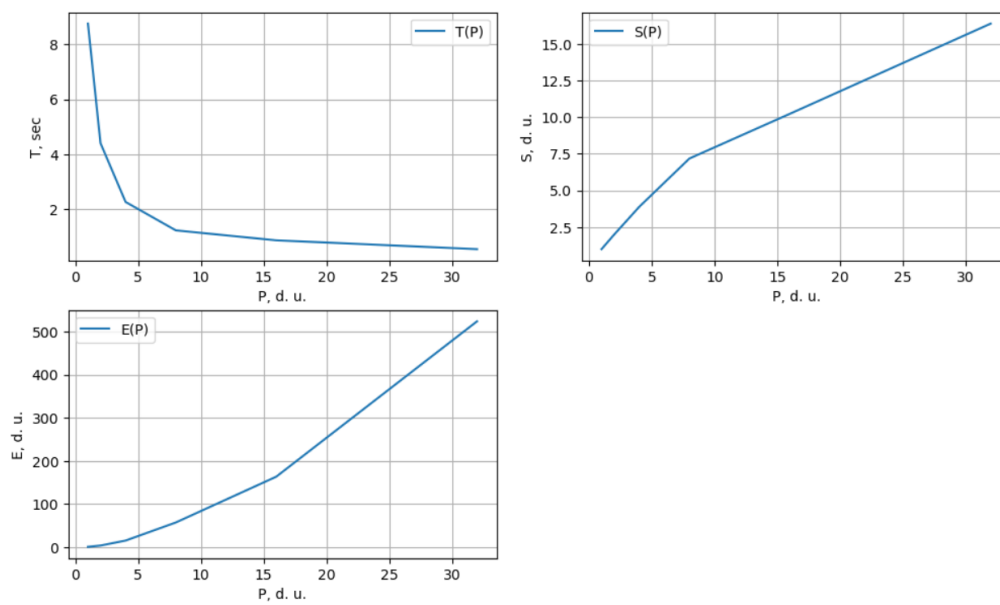 T, sec
8
6
4
2
T(P)
0 5 10 15 20 25 30
P, d. u.
S, d. u.
15.0
12.5
10.0
7.5
5.0
2.5
S(P)
0 5 10 15 20 25 30
P, d. u.
E, d. u.
500
400
300
200
100
0
E(P)
0 5 10 15 20 25 30
P, d. u.